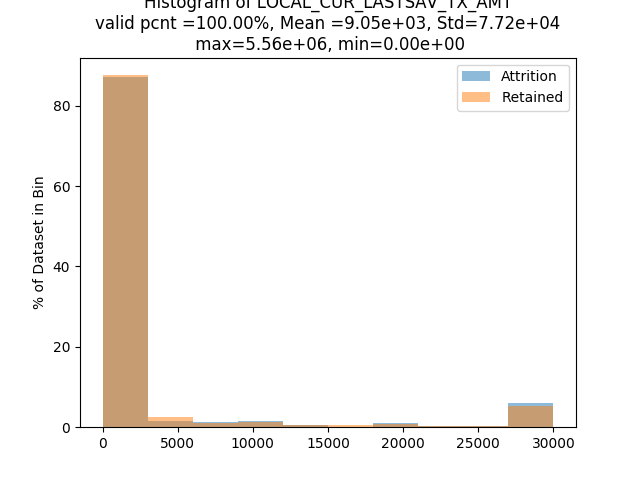 Histogram of LOCAL_CUR_LASTSAV_TX_AMT
valid pcnt =100.00%, Mean =9.05e+03, Std=7.72e+04
max=5.56e+06, min=0.00e+00
Attrition
Retained
% of Dataset in Bin
80
60
40
20
0
0 5000 10000 15000 20000 25000 30000